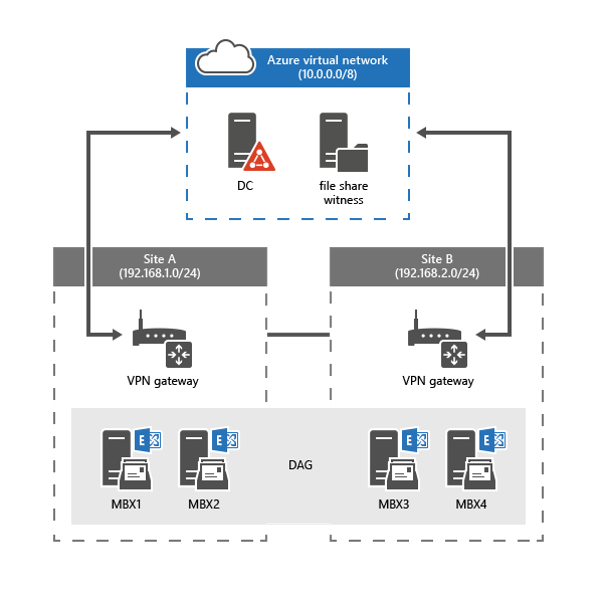 Azure virtual network
(10.0.0.0/8)
DC
file share
witness
Site A
(192.168.1.0/24)
Site B
(192.168.2.0/24)
VPN gateway
VPN gateway
DAG
E
E
E
E
MBX1
MBX2
MBX3
MBX4